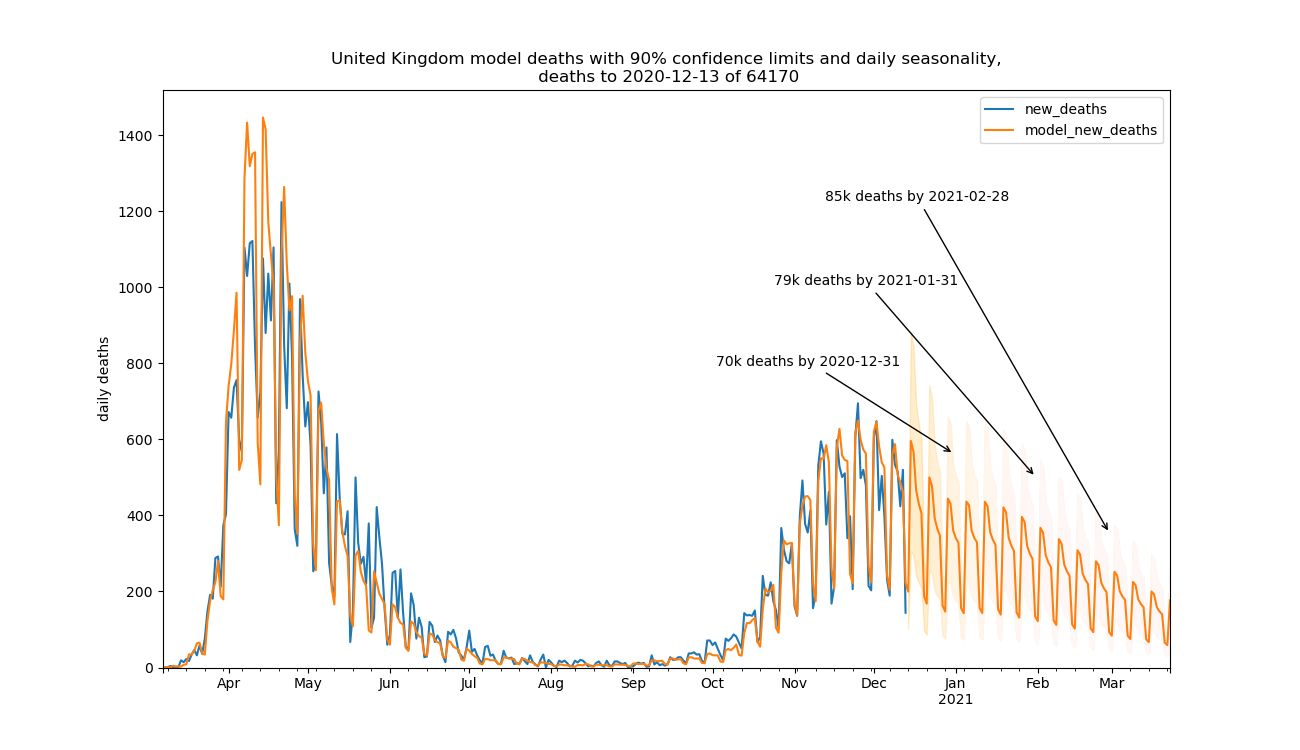 United Kingdom model deaths with 90% confidence limits and daily seasonality,
deaths to 2020-12-13 of 64170
new_deaths
model_new_deaths
85k deaths by 2021-02-28
79k deaths by 2021-01-31
70k deaths by 2020-12-31
daily deaths
1400
1200
1000
800
600
400
200
0
Apr May Jun Jul Aug Sep Oct Nov Dec Jan Feb Mar
2021